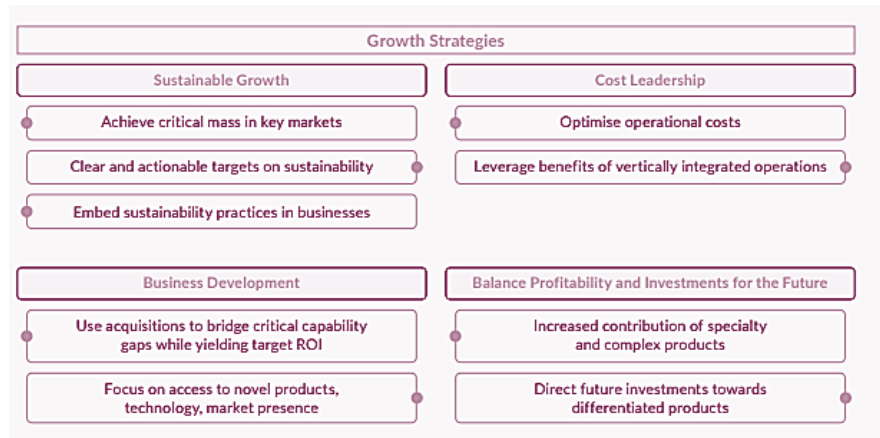 Growth Strategies
Sustainable Growth
Achieve critical mass in key markets
Clear and actionable targets on sustainability
Embed sustainability practices in businesses
Cost Leadership
Optimise operational costs
Leverage benefits of vertically integrated operations
Business Development
Use acquisitions to bridge critical capability
gaps while yielding target ROI
Focus on access to novel products,
technology, market presence
Balance Profitability and Investments for the Future
Increased contribution of specialty
and complex products
Direct future investments towards
differentiated products